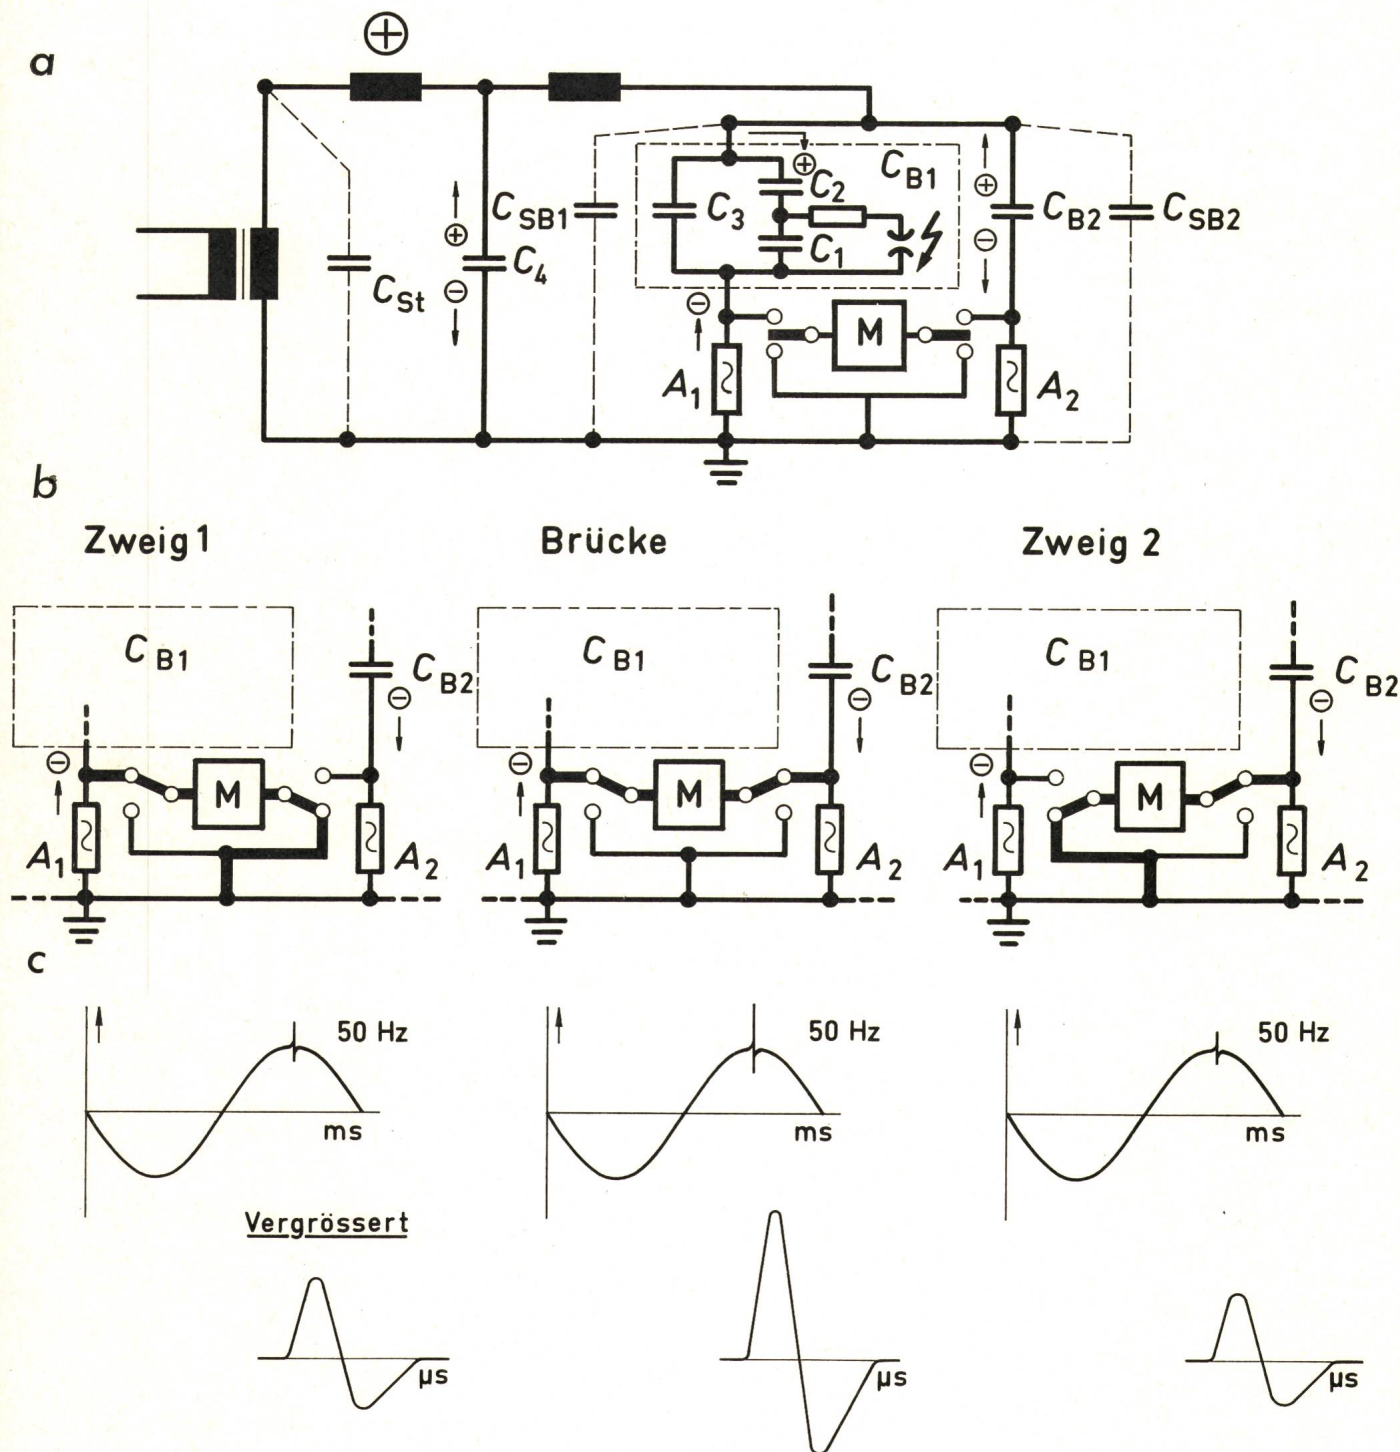 a
⊕
C_SB1 C_3 ⊕ C_2 C_B1 ⊕ C_B2 C_SB2
⊕ C_1 ⊖
C_St ⊖ C_4
⊖ M
A_1 A_2
b
Zweig 1 Brücke Zweig 2
C_B1 C_B2 C_B1 C_B2 C_B1 C_B2
⊖ ⊖ ⊖ ⊖ ⊖ ⊖
M M M
A_1 A_2 A_1 A_2 A_1 A_2
c
50 Hz 50 Hz 50 Hz
ms ms ms
Vergrössert
µs µs µs